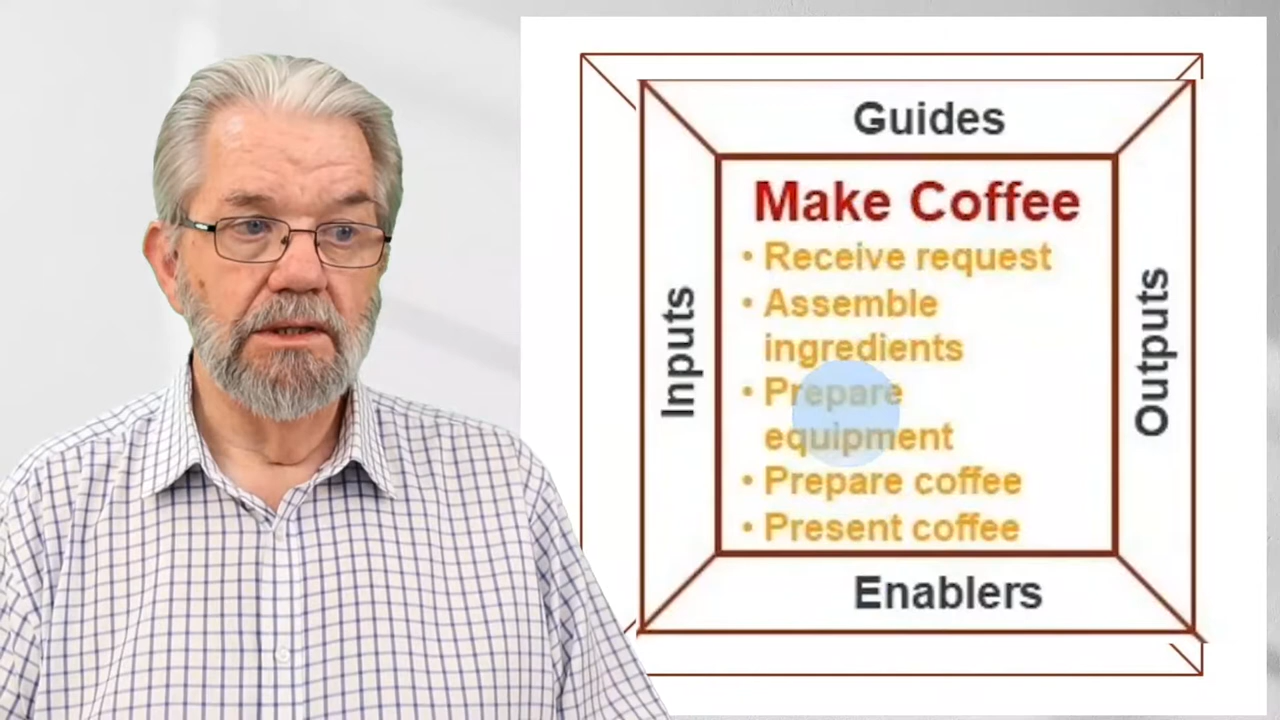 Guides
Make Coffee
• Receive request
• Assemble
ingredients
• Prepare
equipment
• Prepare coffee
• Present coffee
Inputs
Outputs
Enablers